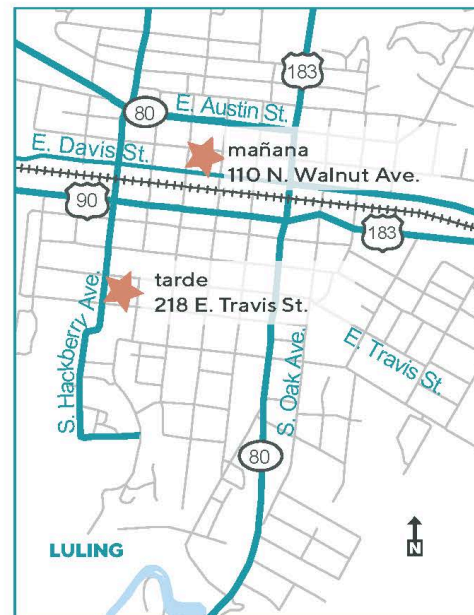 183
80
E. Austin St.
E. Davis St.
mañana
110 N. Walnut Ave.
90
183
tarde
218 E. Travis St.
S. Hackberry Ave.
S. Oak Ave.
E. Travis St.
80
LULING
N